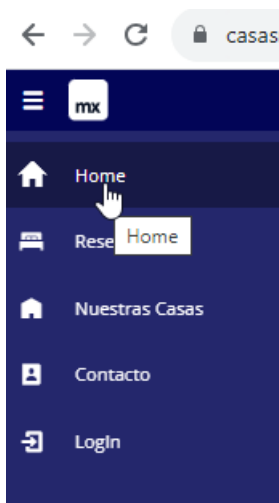 casas
mx
Home
Rese
Home
Nuestras Casas
Contacto
LogIn